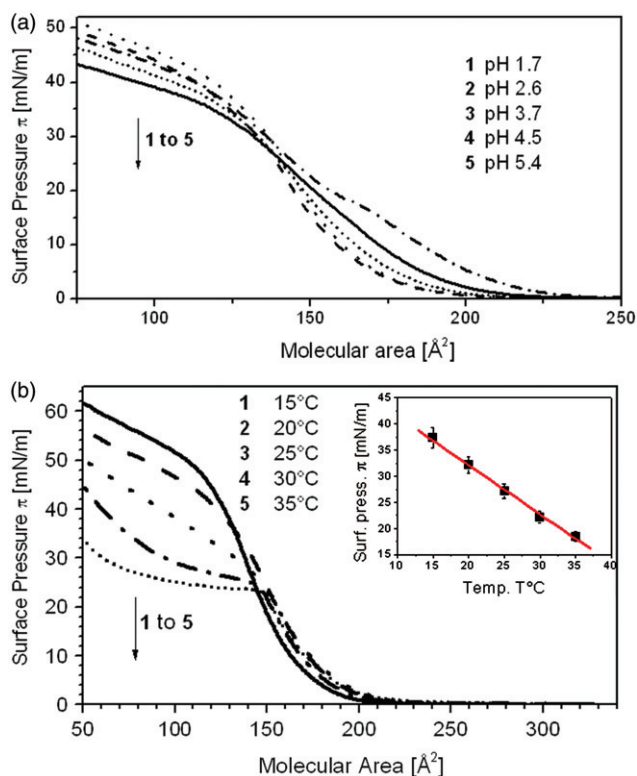 (a)
50
40
30
20
10
0
Surface Pressure π [mN/m]
1 to 5
1 pH 1.7
2 pH 2.6
3 pH 3.7
4 pH 4.5
5 pH 5.4
100 150 200 250
Molecular area [Å²]
(b)
60
50
40
30
20
10
0
Surface Pressure π [mN/m]
1 15°C
2 20°C
3 25°C
4 30°C
5 35°C
1 to 5
45
40
35
30
25
20
15
Surf. press. π [mN/m]
10 20 30 40
Temp. T°C
50 100 150 200 250 300
Molecular Area [Å²]